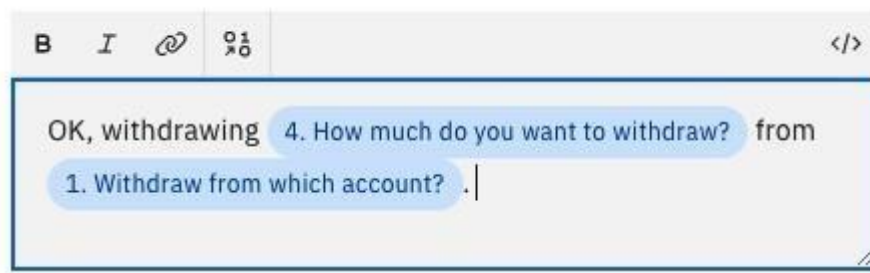 B I </>
OK, withdrawing 4. How much do you want to withdraw? from
1. Withdraw from which account? .